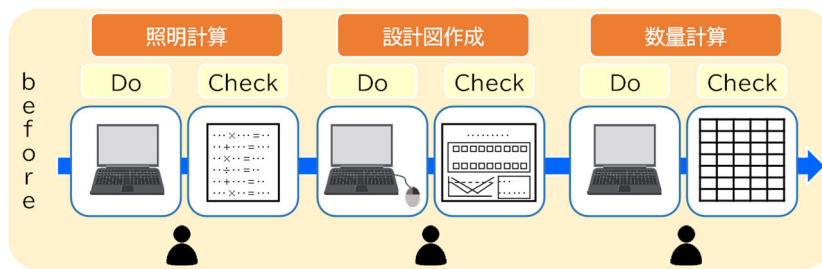 照明計算
設計図作成
数量計算
before
Do
Check
Do
Check
Do
Check
…×…=…
…+…=…
…×…=…
…÷…=…
…+…=…
…×…=…